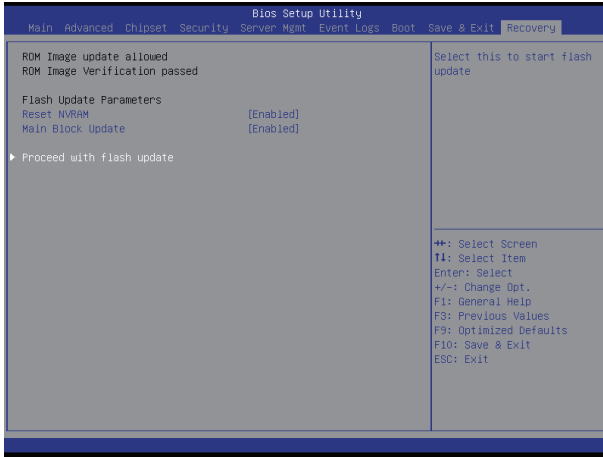 Bios Setup Utility
Main Advanced Chipset Security Server Mgmt Event Logs Boot Save & Exit Recovery
ROM Image update allowed
ROM Image Verification passed
Flash Update Parameters
Reset NVRAM [Enabled]
Main Block Update [Enabled]
▶ Proceed with flash update
Select this to start flash
update
→←: Select Screen
↑↓: Select Item
Enter: Select
+/-: Change Opt.
F1: General Help
F3: Previous Values
F9: Optimized Defaults
F10: Save & Exit
ESC: Exit